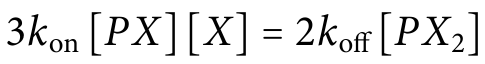 3k_on [PX] [X] = 2k_off [PX_2]